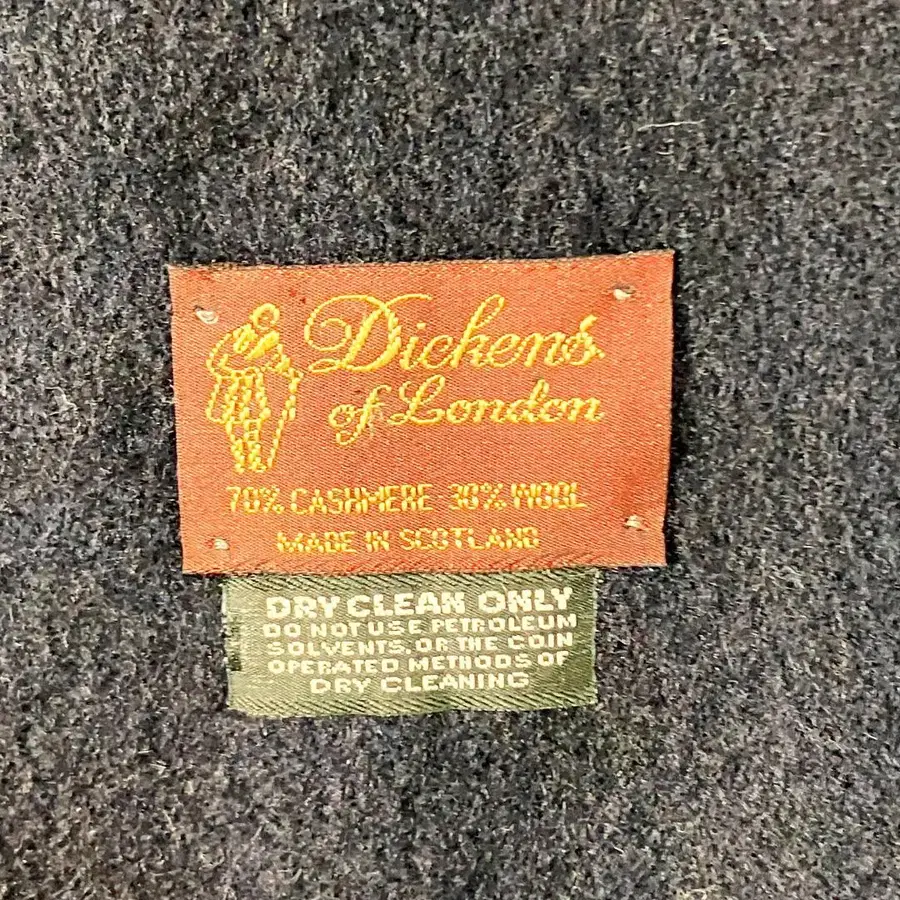 Dickens
of London
70% CASHMERE 30% WOOL
MADE IN SCOTLAND
DRY CLEAN ONLY
DO NOT USE PETROLEUM
SOLVENTS, OR THE COIN
OPERATED METHODS OF
DRY CLEANING